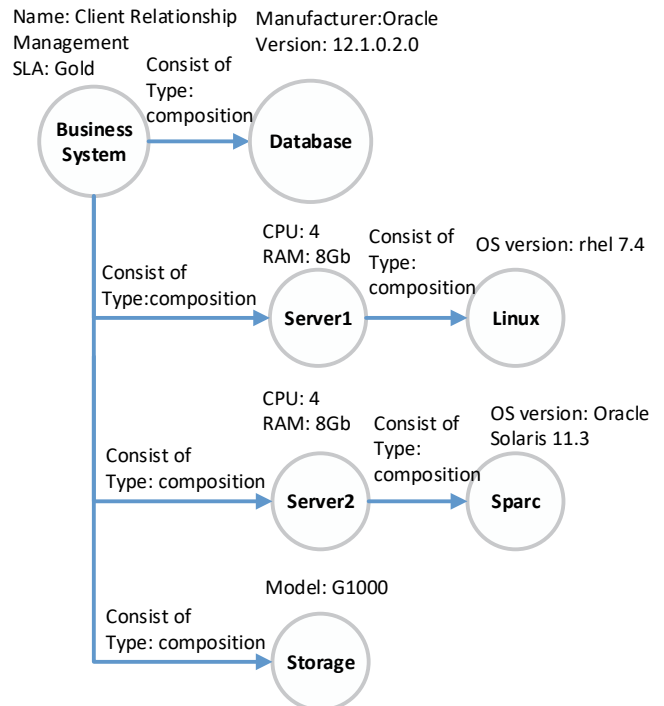 Name: Client Relationship
Management
SLA: Gold
Manufacturer:Oracle
Version: 12.1.0.2.0
Consist of
Type:
composition
Business
System
Database
CPU: 4
RAM: 8Gb
Consist of
Type:
composition
OS version: rhel 7.4
Consist of
Type:composition
Server1
Linux
CPU: 4
RAM: 8Gb
Consist of
Type:
composition
OS version: Oracle
Solaris 11.3
Consist of
Type: composition
Server2
Sparc
Model: G1000
Consist of
Type: composition
Storage